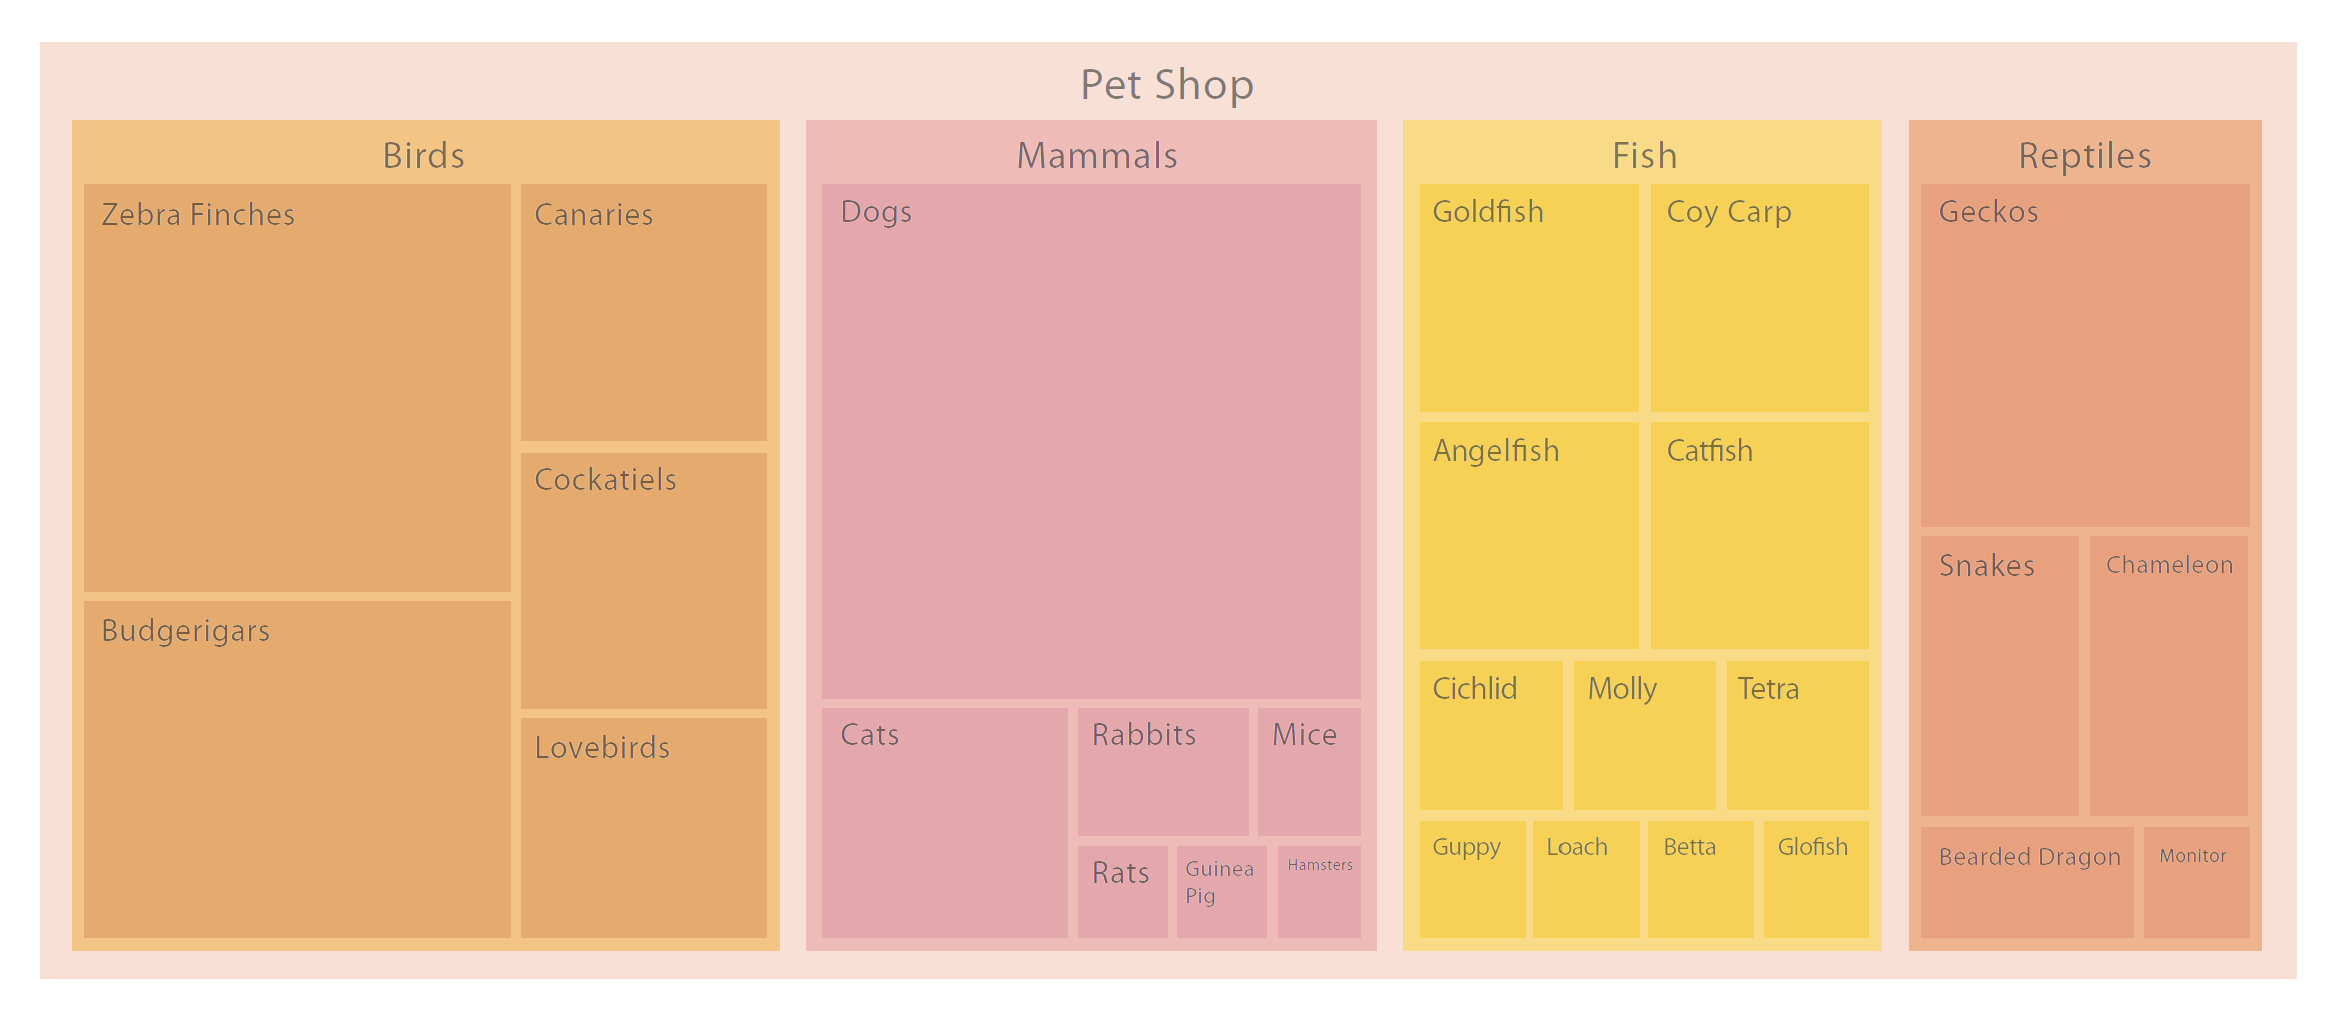 Pet Shop
Birds
Zebra Finches
Canaries
Cockatiels
Budgerigars
Lovebirds
Mammals
Dogs
Cats
Rabbits
Mice
Rats
Guinea
Pig
Hamsters
Fish
Goldfish
Coy Carp
Angelfish
Catfish
Cichlid
Molly
Tetra
Guppy
Loach
Betta
Glofish
Reptiles
Geckos
Snakes
Chameleon
Bearded Dragon
Monitor